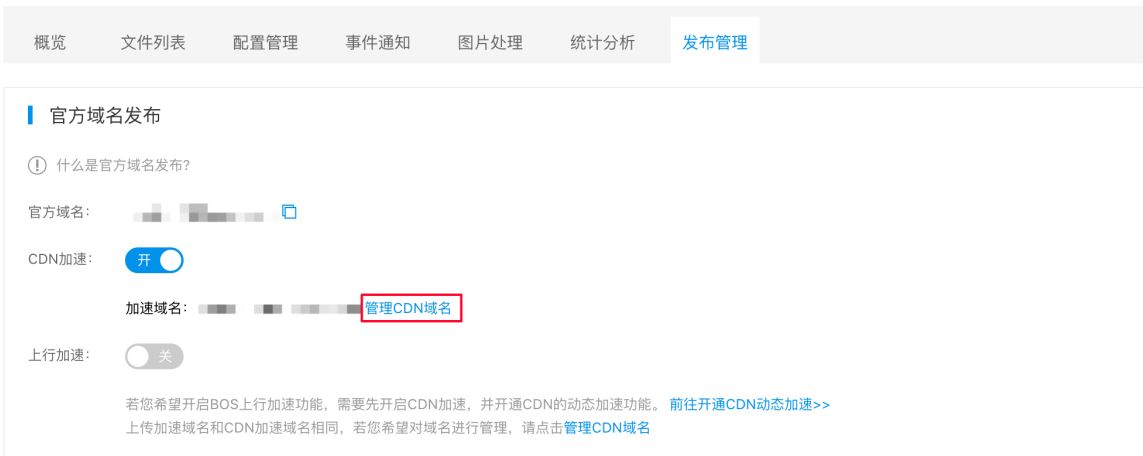 概览 文件列表 配置管理 事件通知 图片处理 统计分析 发布管理
官方域名发布
什么是官方域名发布?
官方域名：
CDN加速： 开
加速域名： 管理CDN域名
上行加速： 关
若您希望开启BOS上行加速功能，需要先开启CDN加速，并开通CDN的动态加速功能。 前往开通CDN动态加速>>
上传加速域名和CDN加速域名相同，若您希望对域名进行管理，请点击管理CDN域名